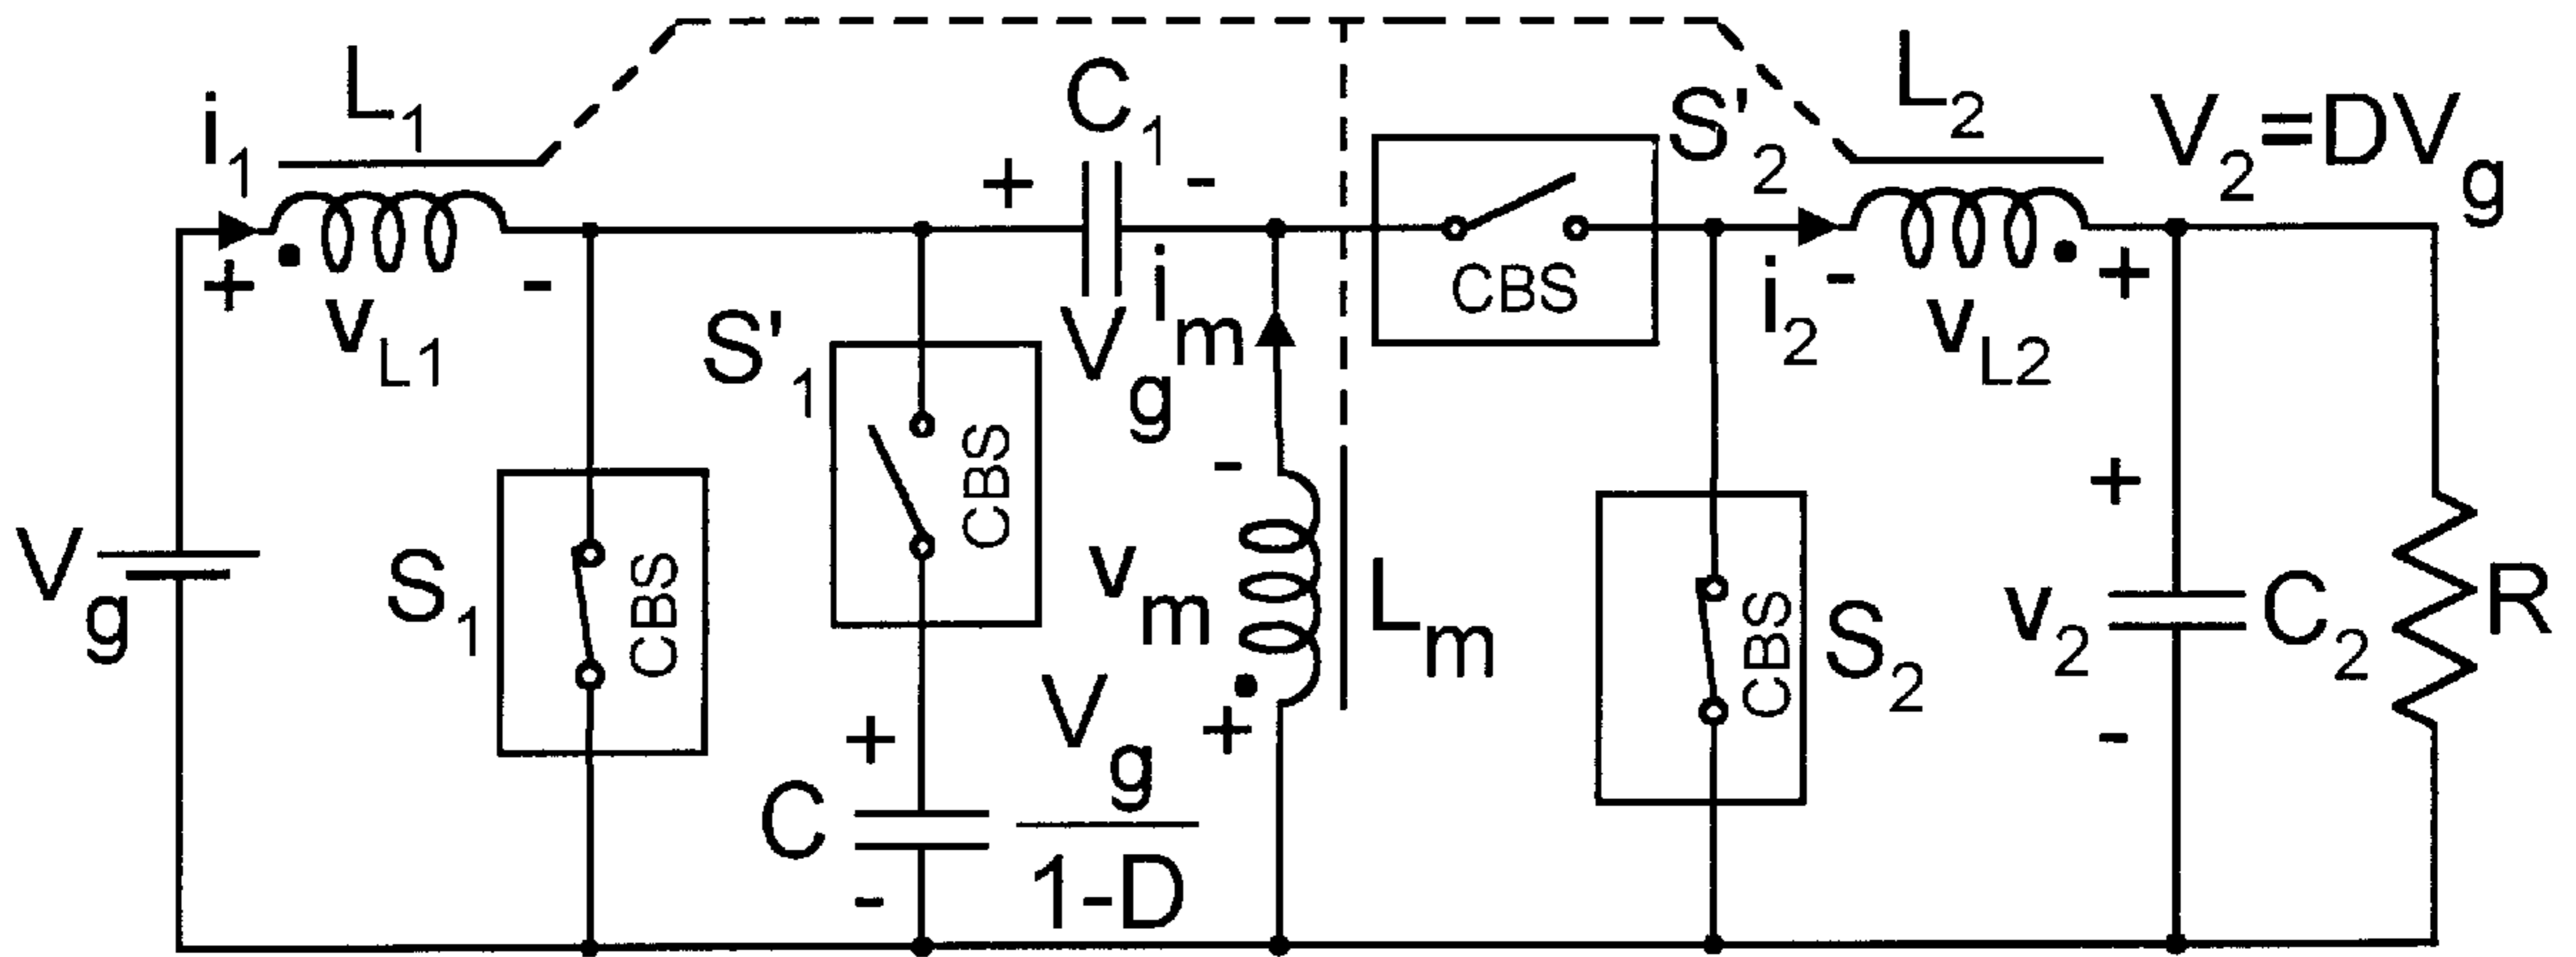 i1
L1
+
-
vL1
Vg
S1
CBS
S'1
CBS
C
+
-
Vg
1-D
C1
+
-
Vg
im
-
vm
+
Lm
S'2
CBS
CBS
S2
i2
L2
-
+
vL2
V2=DVg
+
v2
-
C2
R